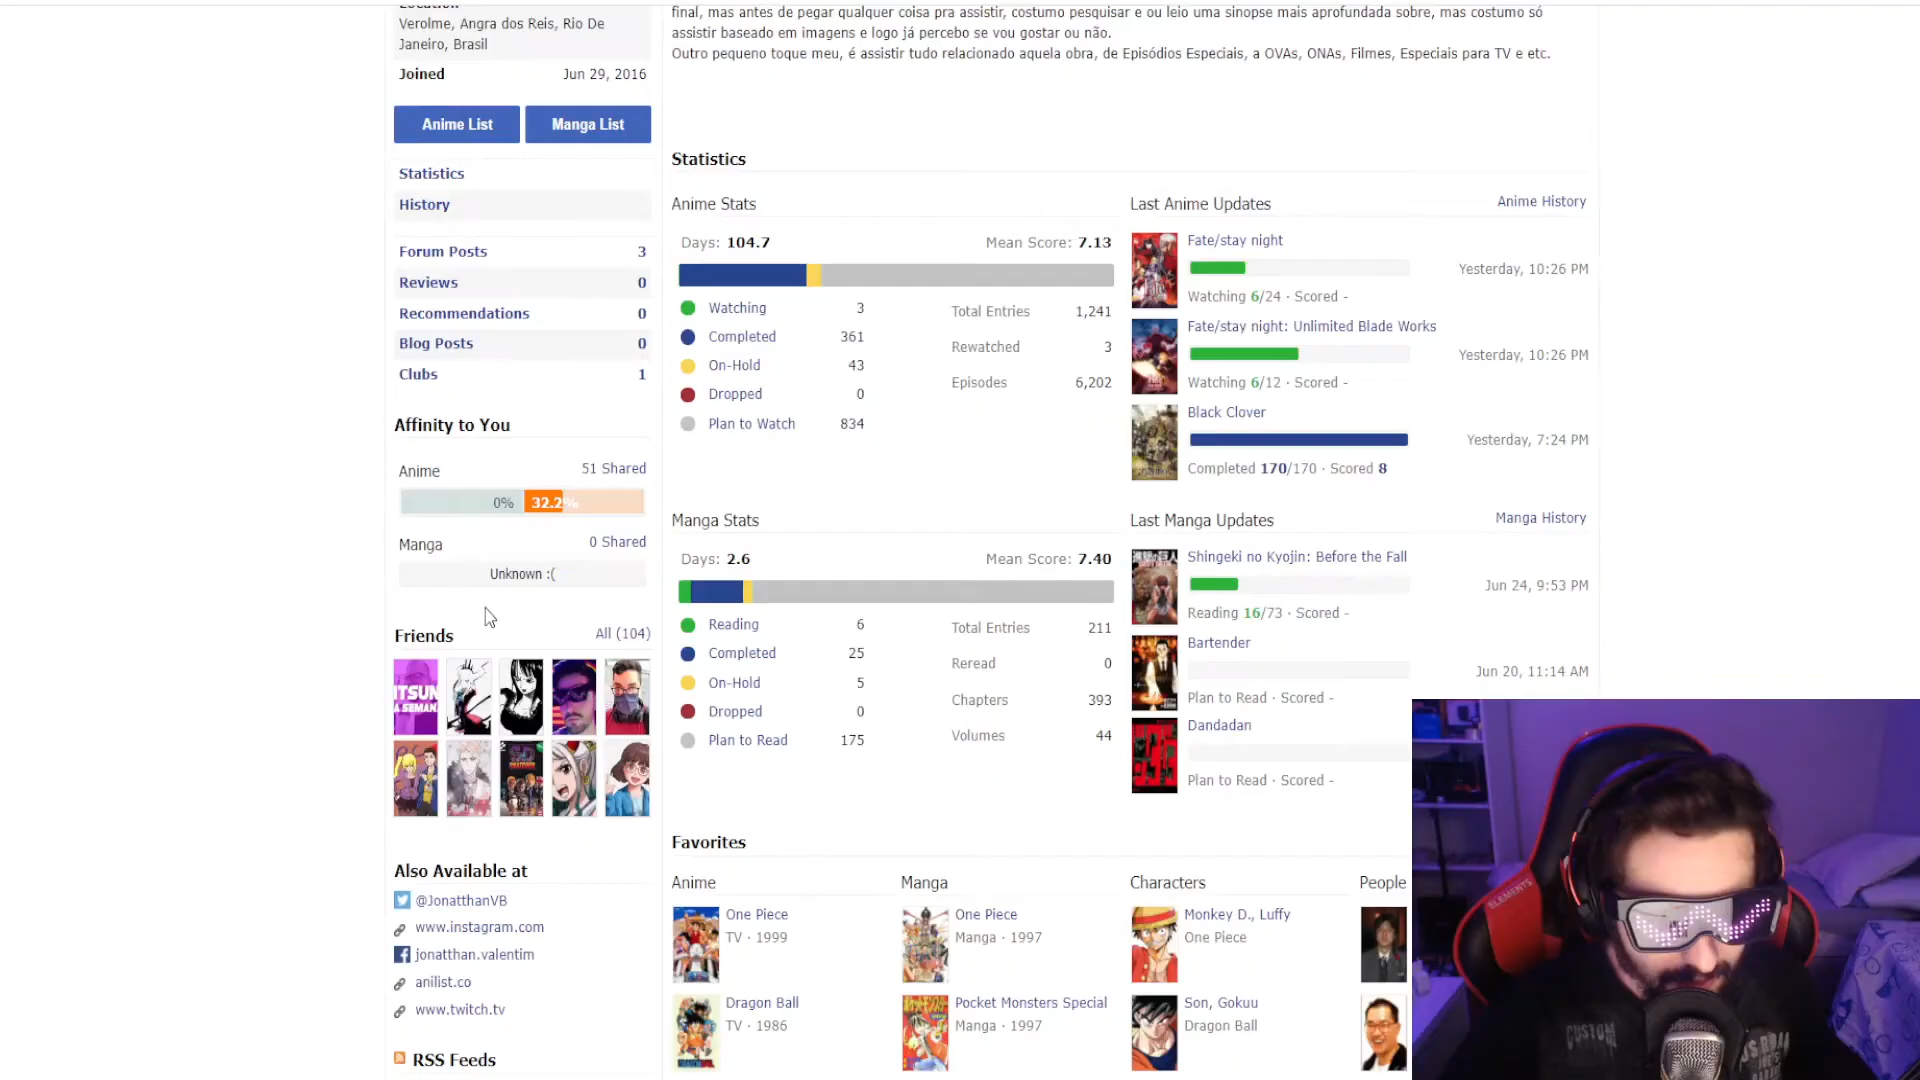 Location
Verolme, Angra dos Reis, Rio De
Janeiro, Brasil
Joined Jun 29, 2016
Anime List Manga List
Statistics
History
Forum Posts 3
Reviews 0
Recommendations 0
Blog Posts 0
Clubs 1
Affinity to You
Anime 51 Shared
0% 32.2%
Manga 0 Shared
Unknown :(
Friends All (104)
ITSUN
A SEMAN
Also Available at
@JonatthanVB
www.instagram.com
jonatthan.valentim
anilist.co
www.twitch.tv
RSS Feeds
final, mas antes de pegar qualquer coisa pra assistir, costumo pesquisar e ou leio uma sinopse mais aprofundada sobre, mas costumo só
assistir baseado em imagens e logo já percebo se vou gostar ou não.
Outro pequeno toque meu, é assistir tudo relacionado aquela obra, de Episódios Especiais, a OVAs, ONAs, Filmes, Especiais para TV e etc.
Statistics
Anime Stats
Days: 104.7 Mean Score: 7.13
Watching 3
Completed 361
On-Hold 43
Dropped 0
Plan to Watch 834
Total Entries 1,241
Rewatched 3
Episodes 6,202
Last Anime Updates Anime History
Fate/stay night
Yesterday, 10:26 PM
Watching 6/24 · Scored -
Fate/stay night: Unlimited Blade Works
Yesterday, 10:26 PM
Watching 6/12 · Scored -
Black Clover
Yesterday, 7:24 PM
Completed 170/170 · Scored 8
Manga Stats
Days: 2.6 Mean Score: 7.40
Reading 6
Completed 25
On-Hold 5
Dropped 0
Plan to Read 175
Total Entries 211
Reread 0
Chapters 393
Volumes 44
Last Manga Updates Manga History
Shingeki no Kyojin: Before the Fall
Jun 24, 9:53 PM
Reading 16/73 · Scored -
Bartender
Jun 20, 11:14 AM
Plan to Read · Scored -
Dandadan
Plan to Read · Scored -
Favorites
Anime
One Piece
TV · 1999
Dragon Ball
TV · 1986
Manga
One Piece
Manga · 1997
Pocket Monsters Special
Manga · 1997
Characters
Monkey D., Luffy
One Piece
Son, Gokuu
Dragon Ball
People
ELEMENTS
CUSTOM